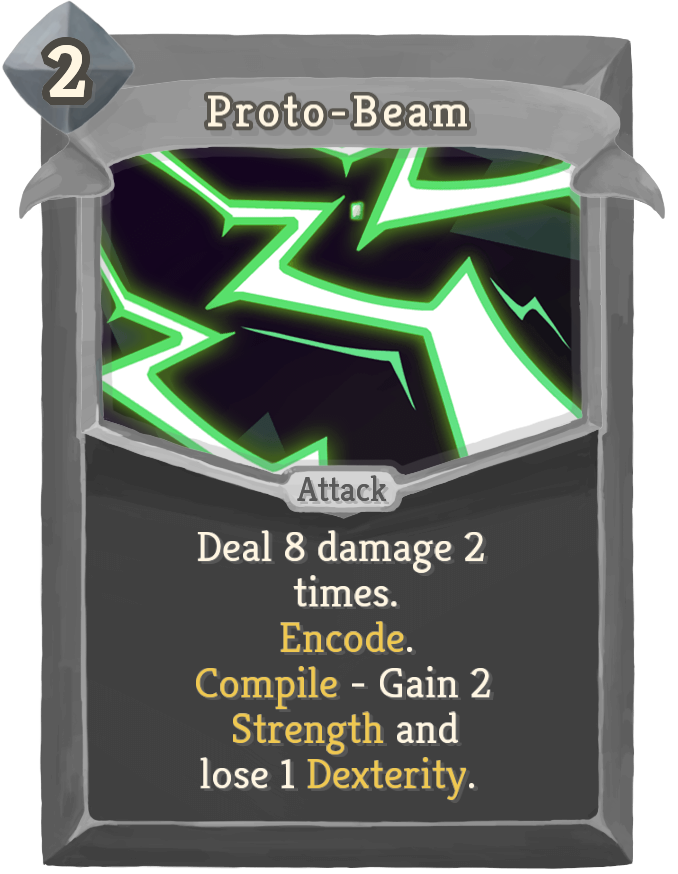 2
Proto-Beam
Attack
Deal 8 damage 2
times.
Encode.
Compile - Gain 2
Strength and
lose 1 Dexterity.